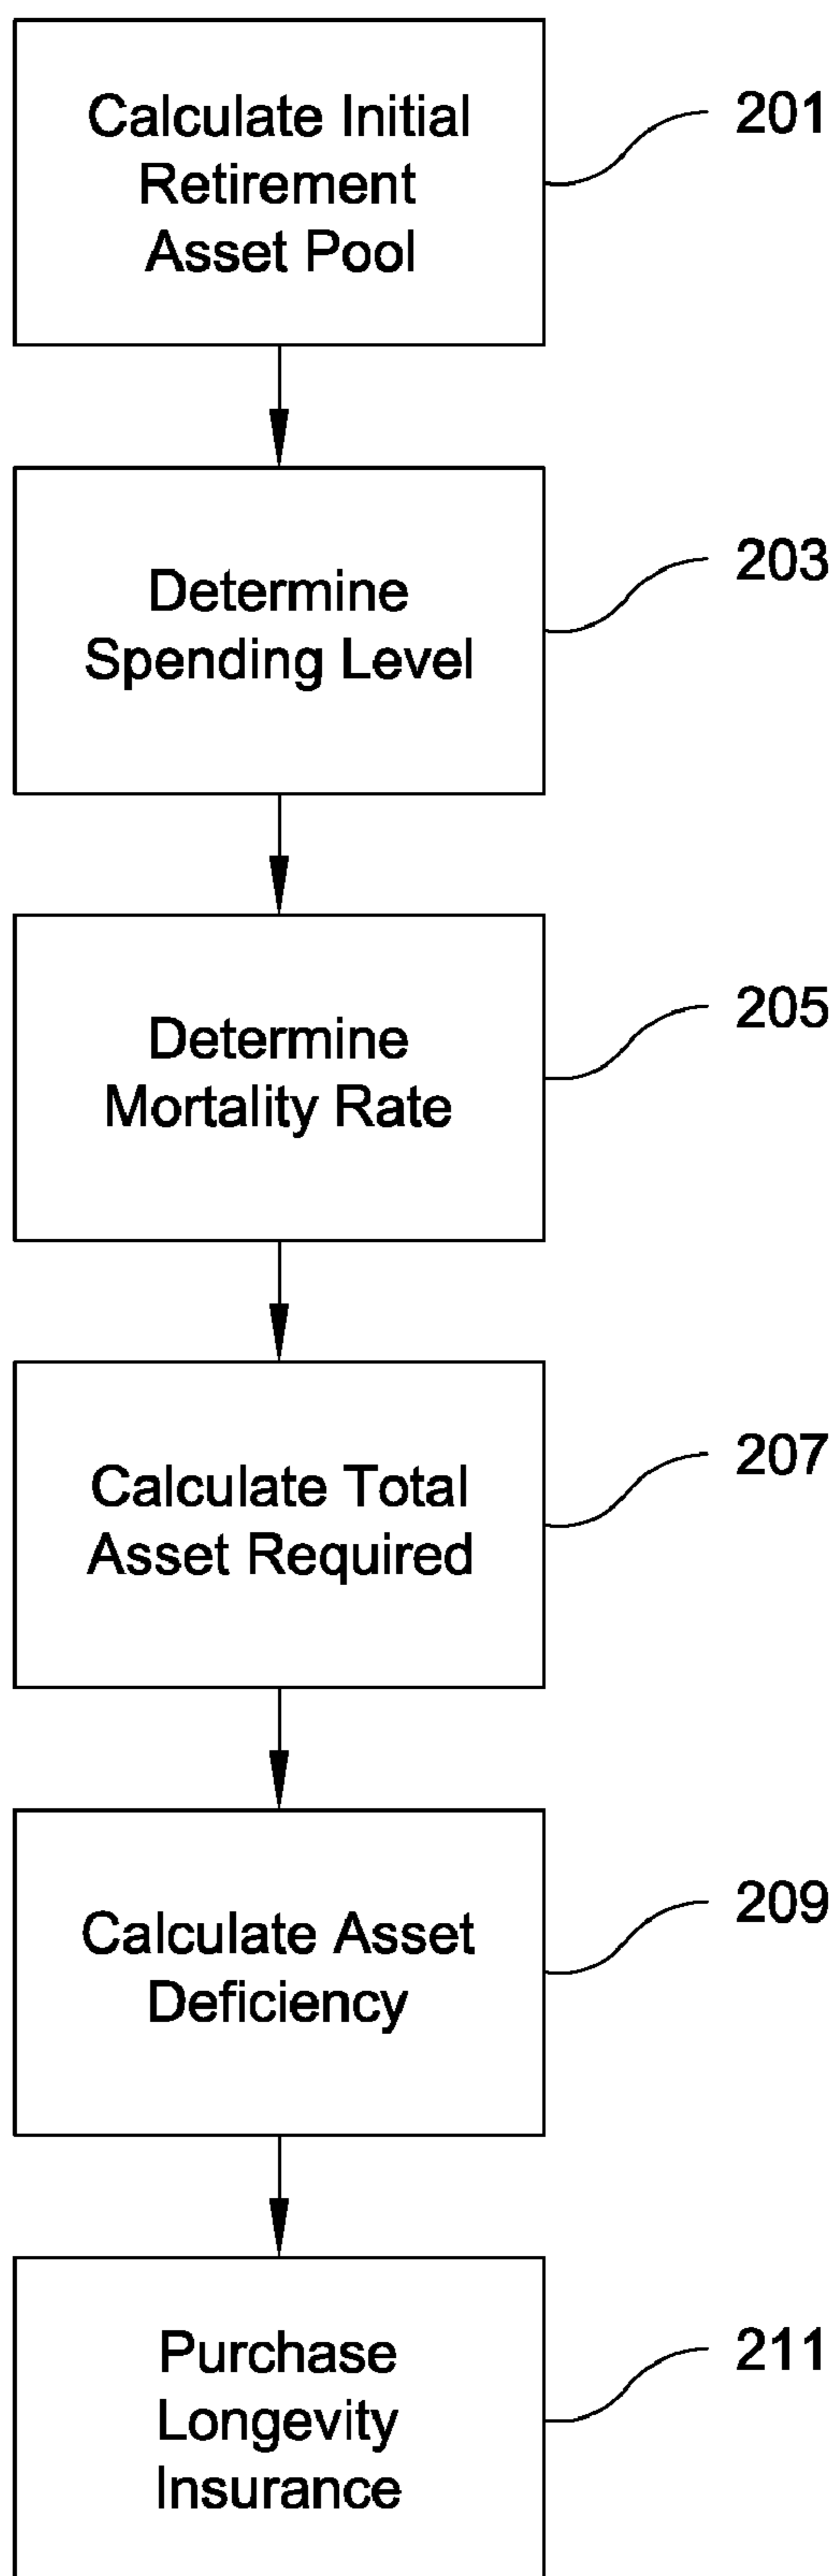 Calculate Initial
Retirement
Asset Pool
201
Determine
Spending Level
203
Determine
Mortality Rate
205
Calculate Total
Asset Required
207
Calculate Asset
Deficiency
209
Purchase
Longevity
Insurance
211